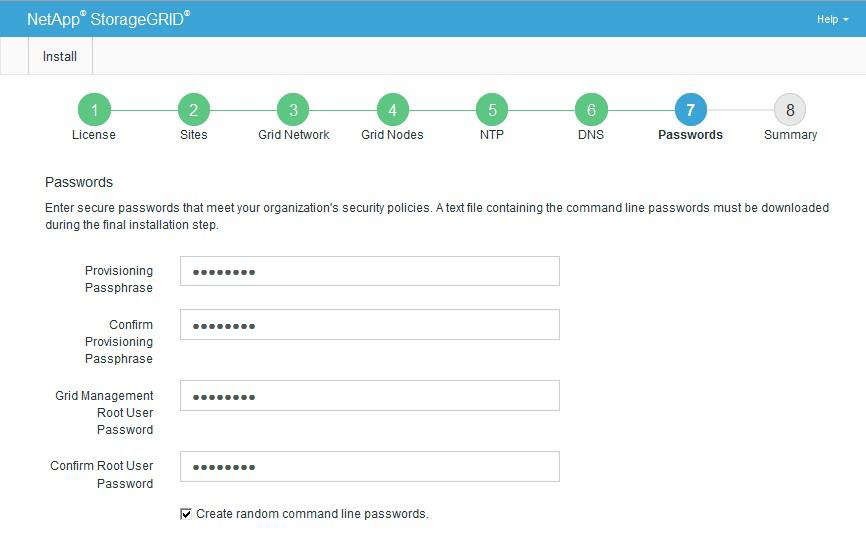 NetApp® StorageGRID®
Help
Install
1
2
3
4
5
6
7
8
License
Sites
Grid Network
Grid Nodes
NTP
DNS
Passwords
Summary
Passwords
Enter secure passwords that meet your organization's security policies. A text file containing the command line passwords must be downloaded
during the final installation step.
Provisioning
Passphrase
••••••••
Confirm
Provisioning
Passphrase
••••••••
Grid Management
Root User
Password
••••••••
Confirm Root User
Password
••••••••
Create random command line passwords.